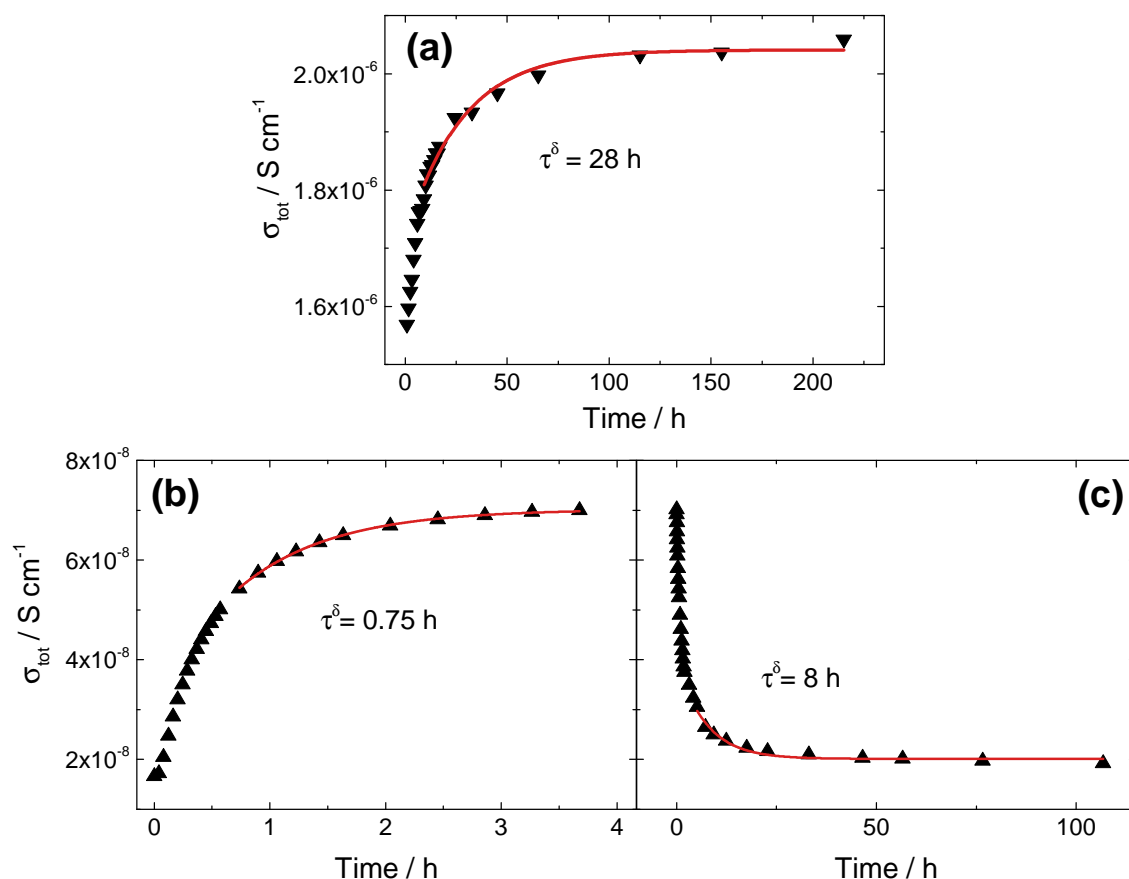 (a)
2.0x10⁻⁶
1.8x10⁻⁶
1.6x10⁻⁶
σtot / S cm⁻¹
τᵟ = 28 h
0 50 100 150 200
Time / h
8x10⁻⁸
6x10⁻⁸
4x10⁻⁸
2x10⁻⁸
σtot / S cm⁻¹
(b)
τᵟ= 0.75 h
0 1 2 3 4
Time / h
(c)
τᵟ= 8 h
0 50 100
Time / h